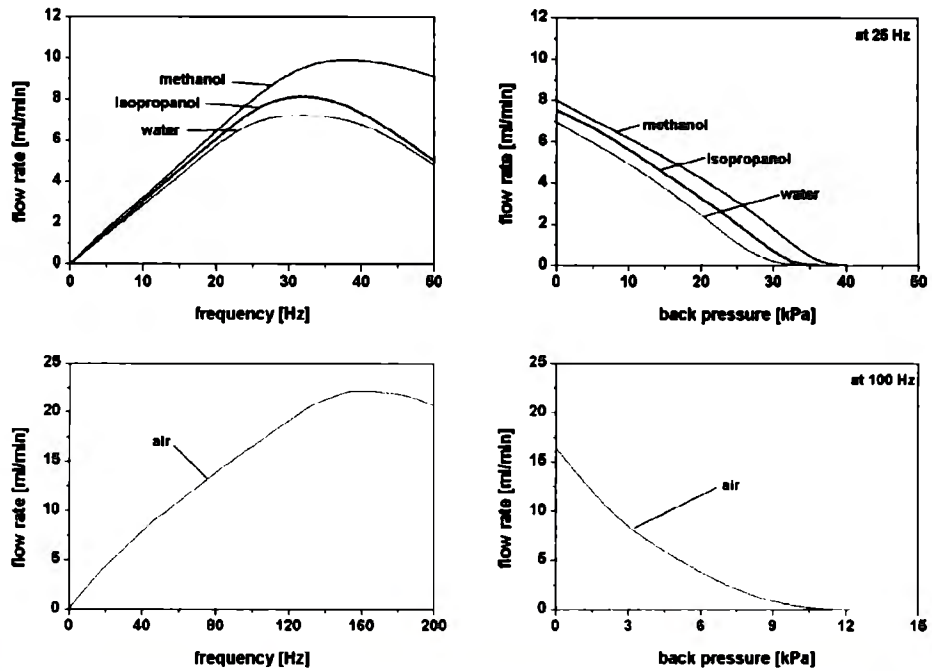 12
10
8
6
4
2
0
flow rate [ml/min]
methanol
isopropanol
water
0 10 20 30 40 50
frequency [Hz]
12
10
8
6
4
2
0
flow rate [ml/min]
at 25 Hz
methanol
isopropanol
water
0 10 20 30 40 50
back pressure [kPa]
25
20
15
10
5
0
flow rate [ml/min]
air
0 40 80 120 160 200
frequency [Hz]
25
20
15
10
5
0
flow rate [ml/min]
at 100 Hz
air
0 3 6 9 12 15
back pressure [kPa]